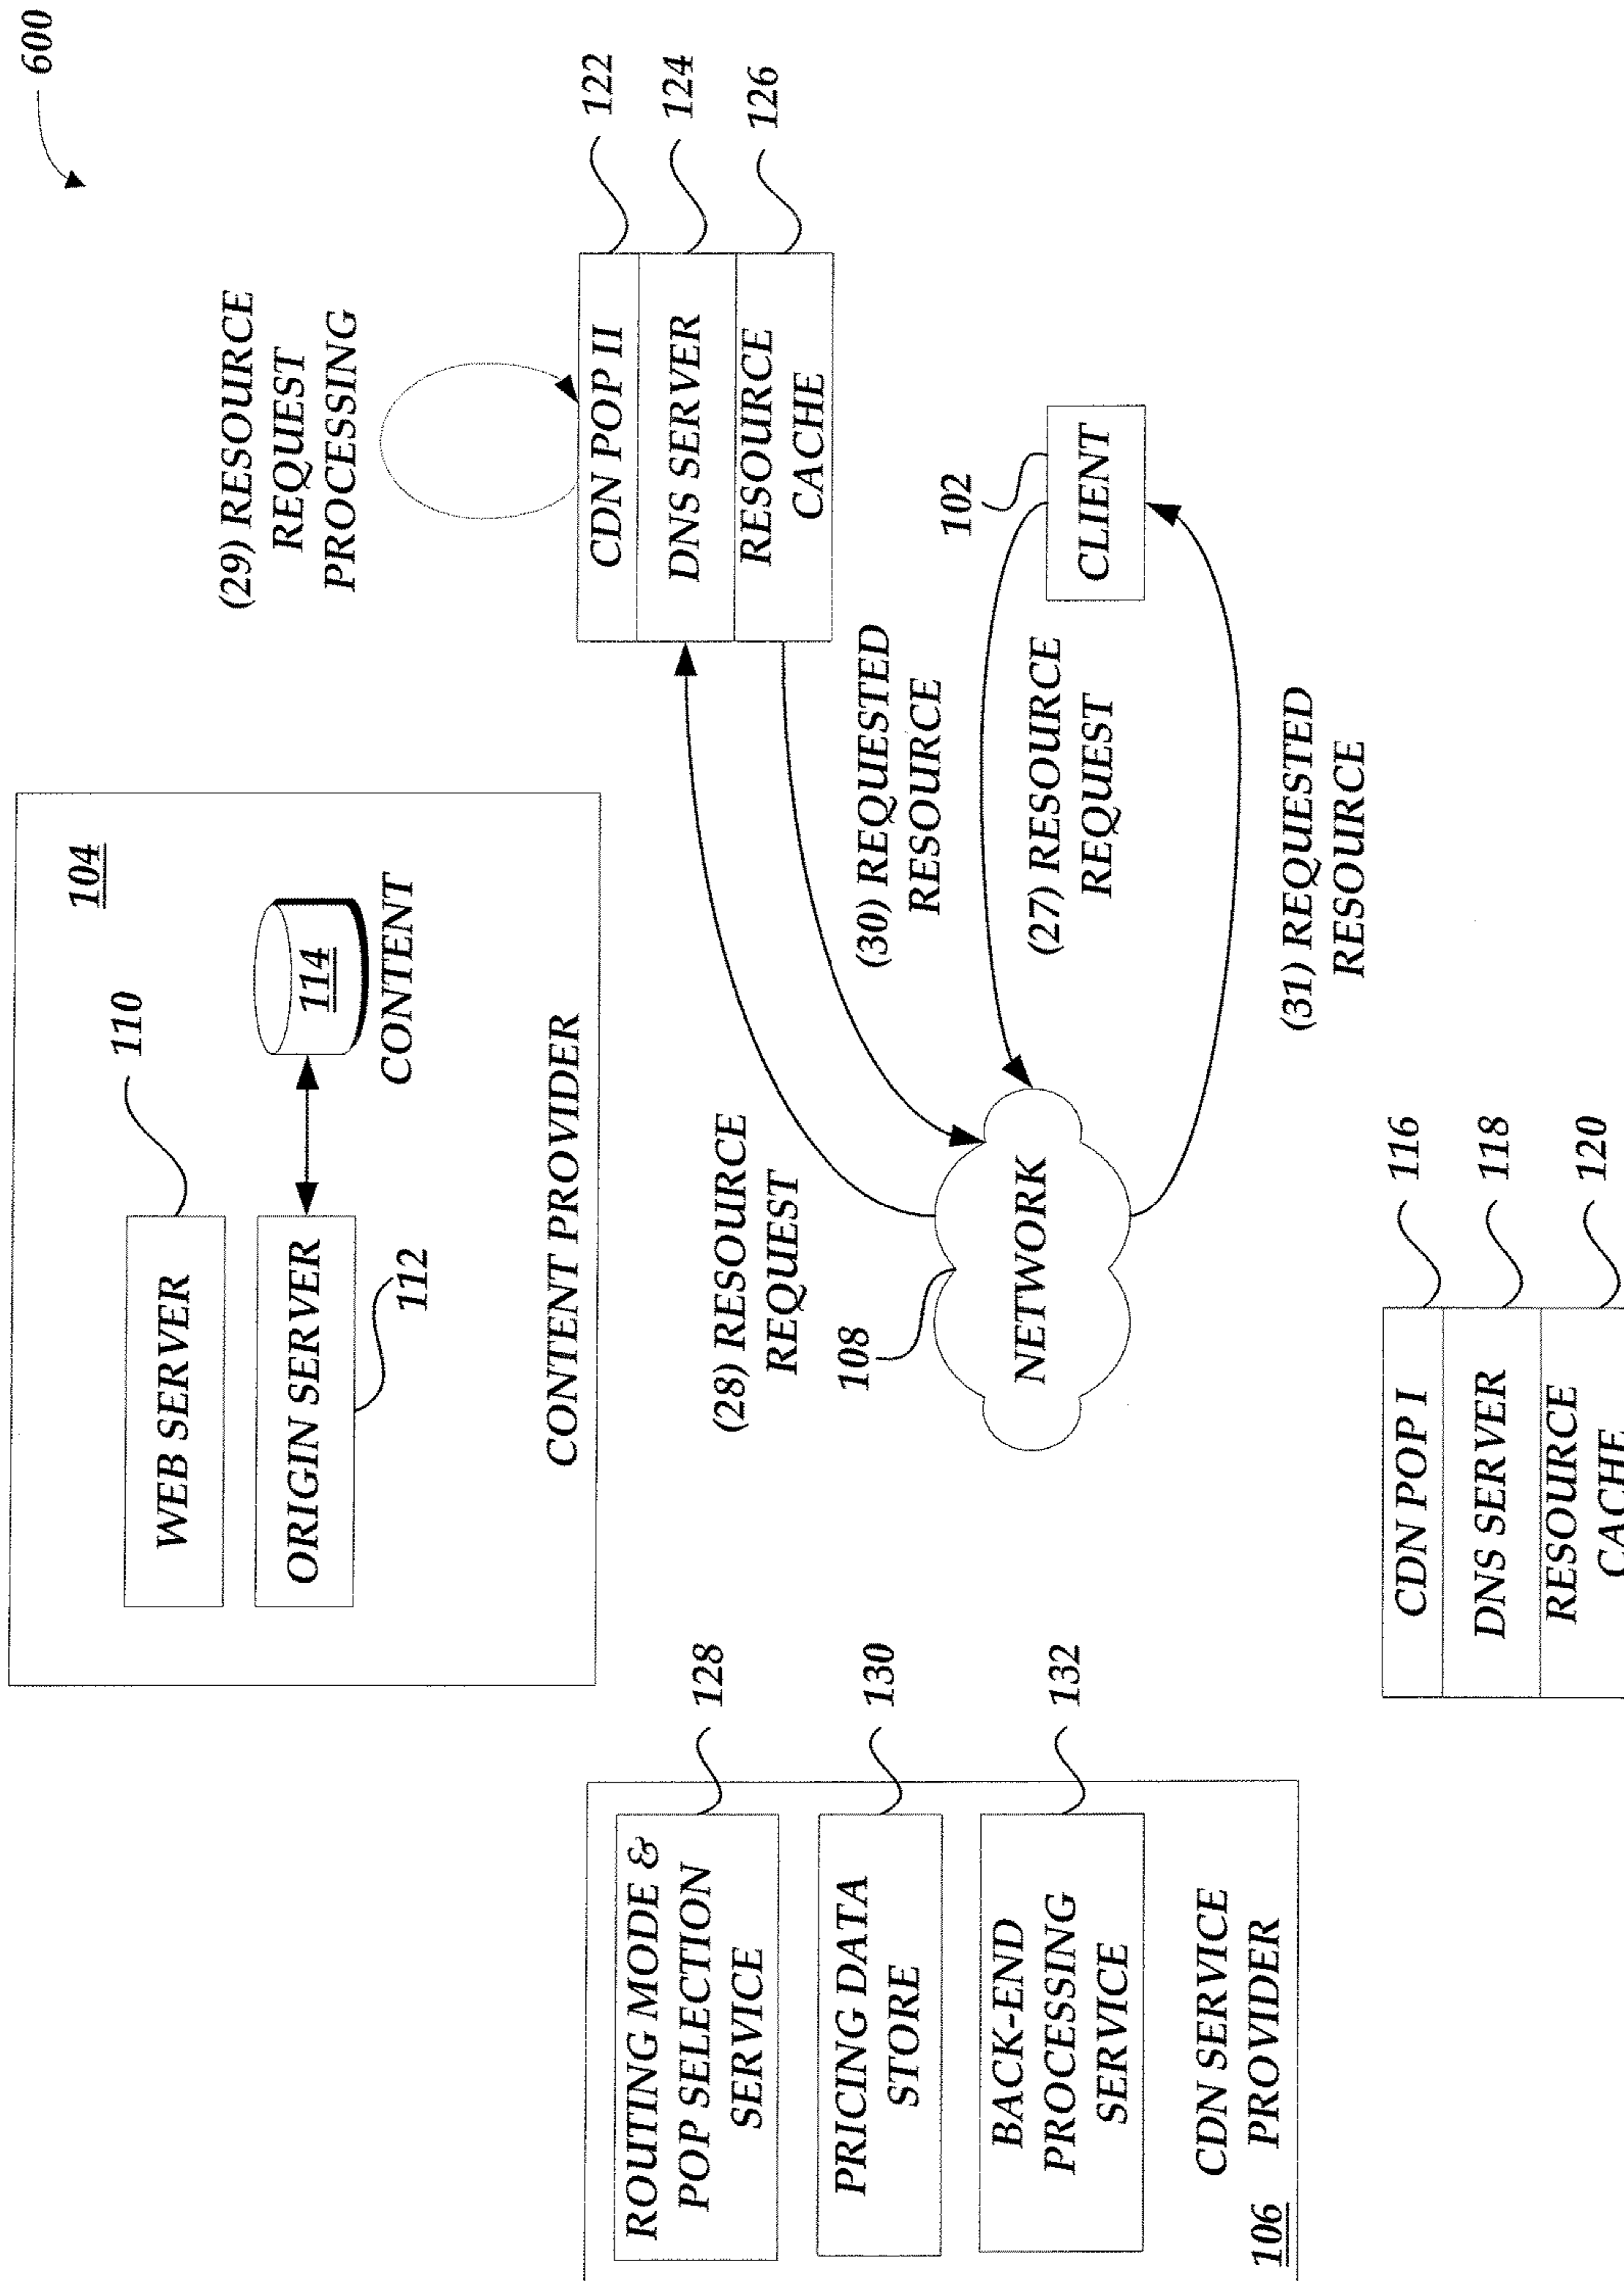 600
104
110
WEB SERVER
ORIGIN SERVER
112
114
CONTENT
CONTENT PROVIDER
(29) RESOURCE
REQUEST
PROCESSING
CDN POP II
DNS SERVER
RESOURCE
CACHE
122
124
126
ROUTING MODE &
POP SELECTION
SERVICE
128
PRICING DATA
STORE
130
BACK-END
PROCESSING
SERVICE
132
CDN SERVICE
PROVIDER
106
(28) RESOURCE
REQUEST
108
NETWORK
(30) REQUESTED
RESOURCE
(27) RESOURCE
REQUEST
102
CLIENT
(31) REQUESTED
RESOURCE
CDN POP I
DNS SERVER
RESOURCE
CACHE
116
118
120